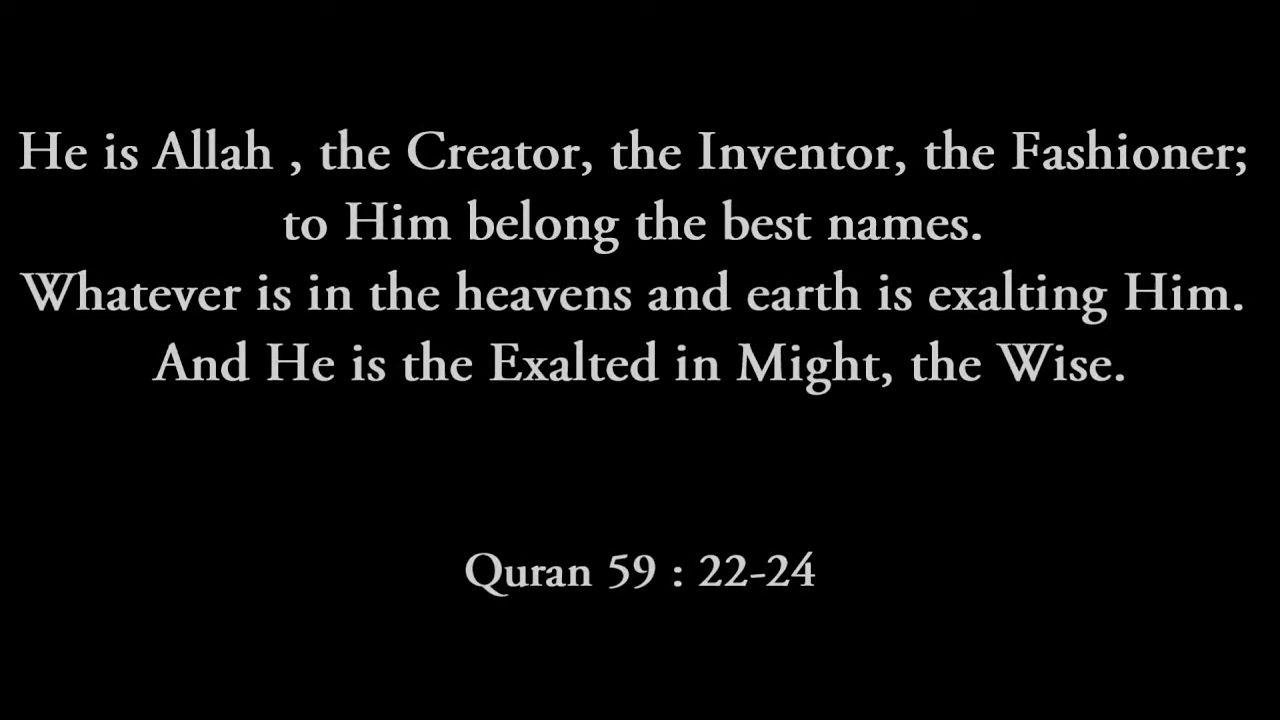 He is Allah , the Creator, the Inventor, the Fashioner;
to Him belong the best names.
Whatever is in the heavens and earth is exalting Him.
And He is the Exalted in Might, the Wise.
Quran 59 : 22-24